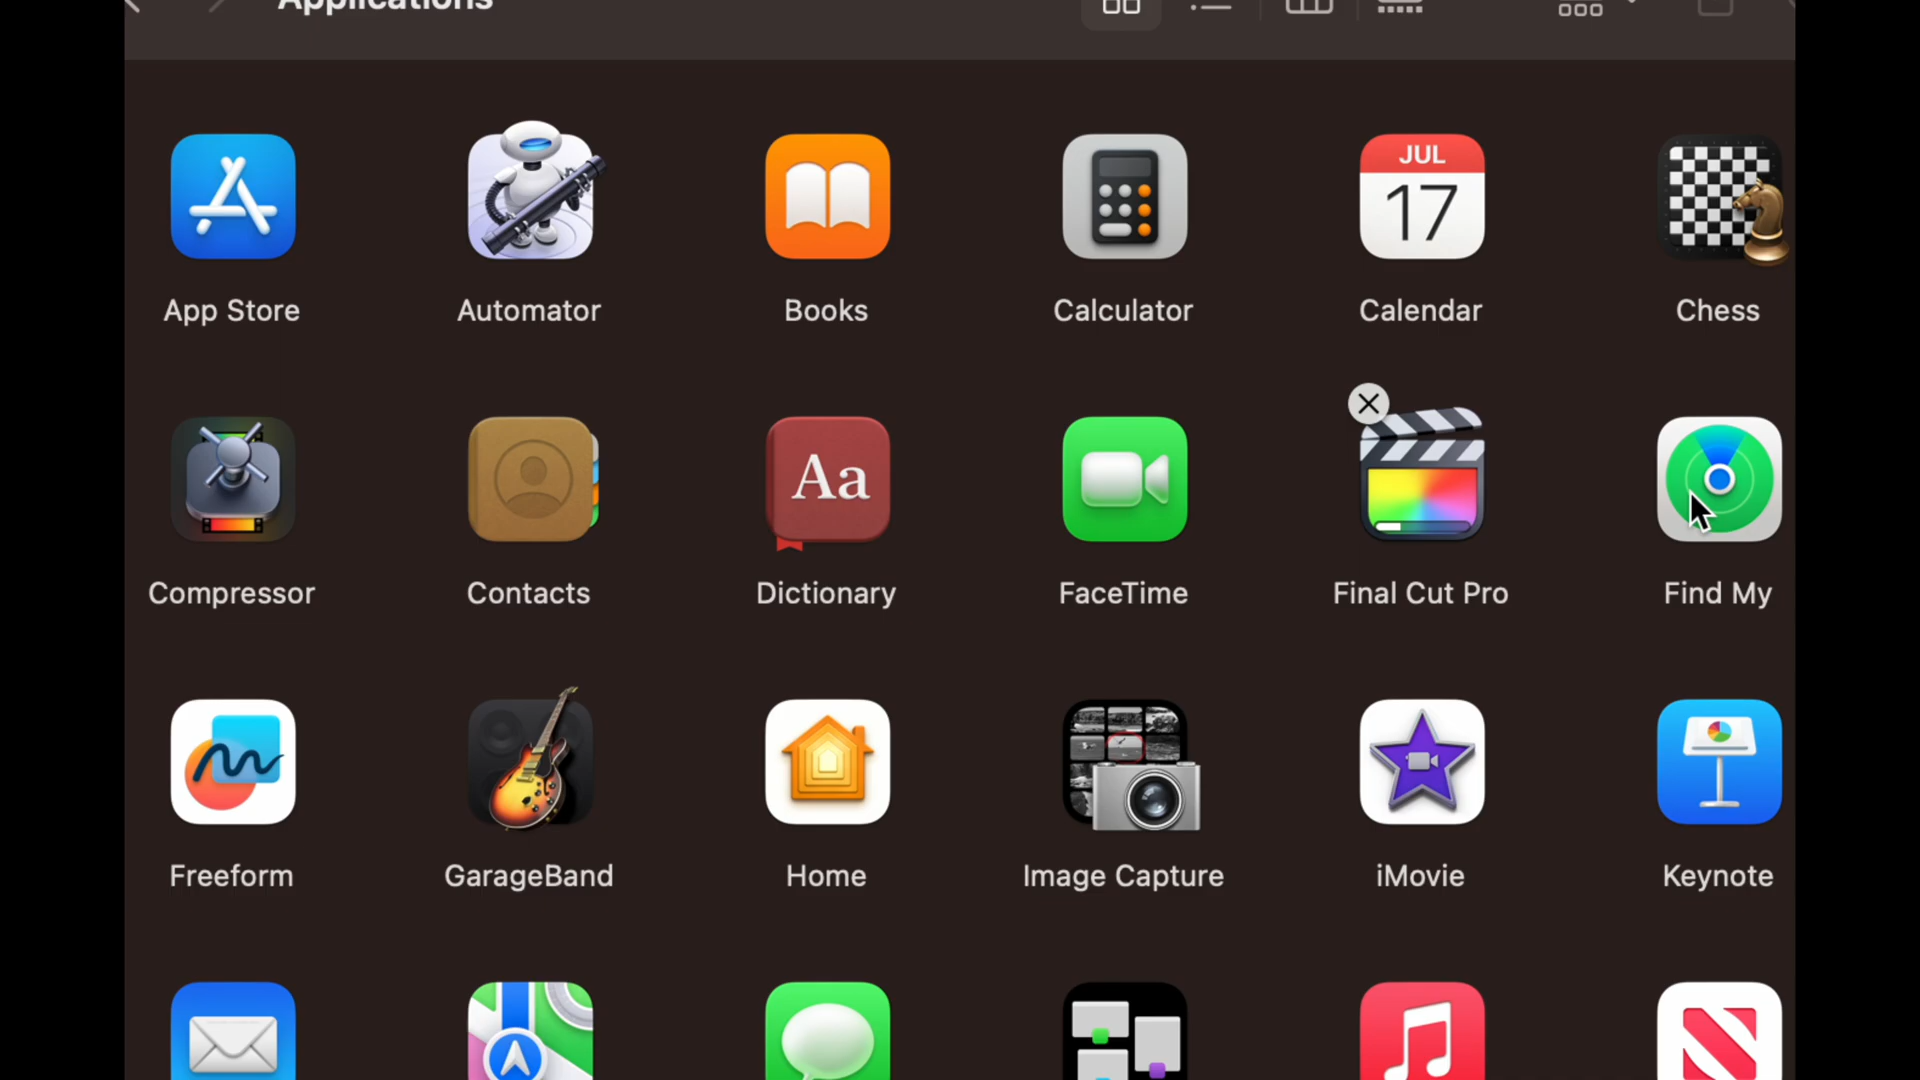 Applications
JUL
17
App Store
Automator
Books
Calculator
Calendar
Chess
Aa
Compressor
Contacts
Dictionary
FaceTime
Final Cut Pro
Find My
Freeform
GarageBand
Home
Image Capture
iMovie
Keynote